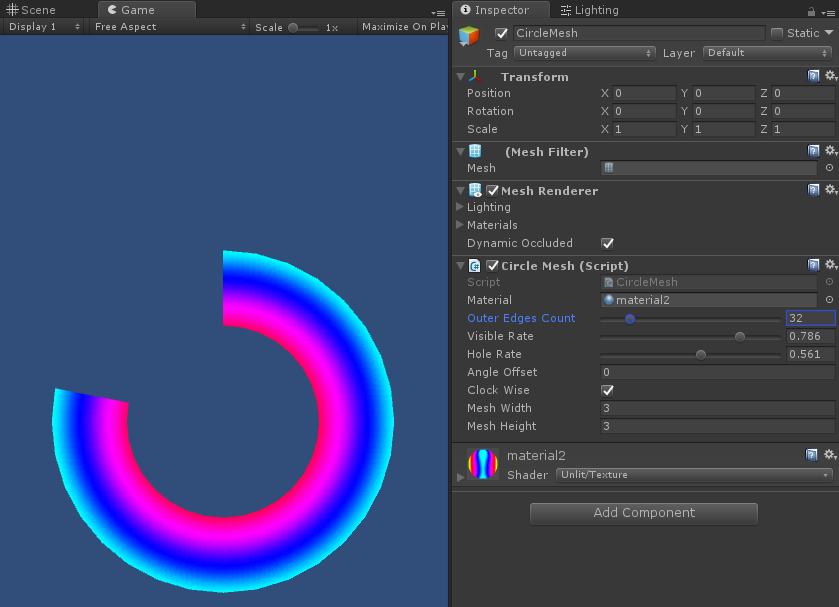 Scene Game
Display 1 Free Aspect Scale 1x Maximize On Play
Inspector Lighting
CircleMesh Static
Tag Untagged Layer Default
Transform
Position X 0 Y 0 Z 0
Rotation X 0 Y 0 Z 0
Scale X 1 Y 1 Z 1
(Mesh Filter)
Mesh
Mesh Renderer
Lighting
Materials
Dynamic Occluded
Circle Mesh (Script)
Script CircleMesh
Material material2
Outer Edges Count 32
Visible Rate 0.786
Hole Rate 0.561
Angle Offset 0
Clock Wise
Mesh Width 3
Mesh Height 3
material2
Shader Unlit/Texture
Add Component